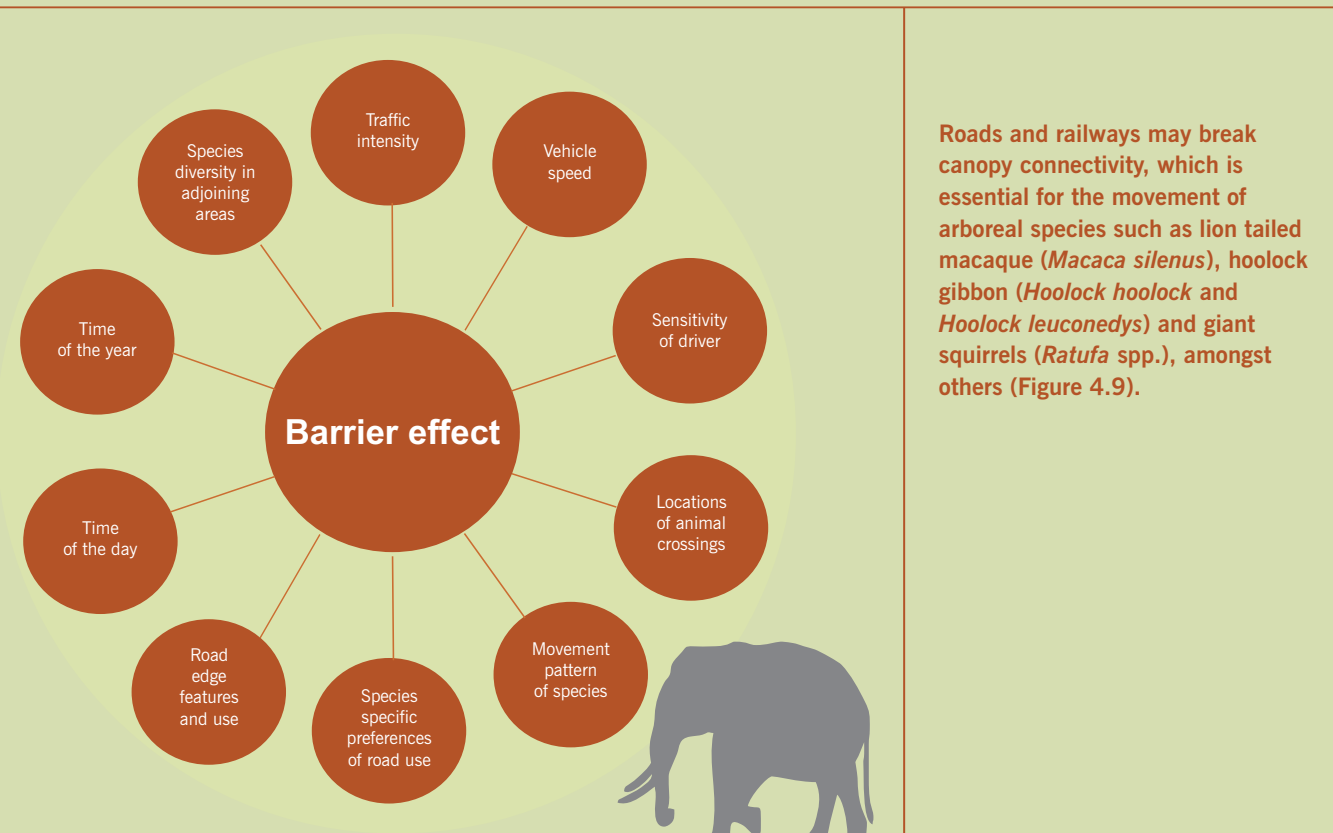 Traffic
intensity
Vehicle
speed
Sensitivity
of driver
Locations
of animal
crossings
Movement
pattern
of species
Species
specific
preferences
of road use
Road
edge
features
and use
Time
of the day
Time
of the year
Species
diversity in
adjoining
areas
Barrier effect
Roads and railways may break
canopy connectivity, which is
essential for the movement of
arboreal species such as lion tailed
macaque (Macaca silenus), hoolock
gibbon (Hoolock hoolock and
Hoolock leuconedys) and giant
squirrels (Ratufa spp.), amongst
others (Figure 4.9).